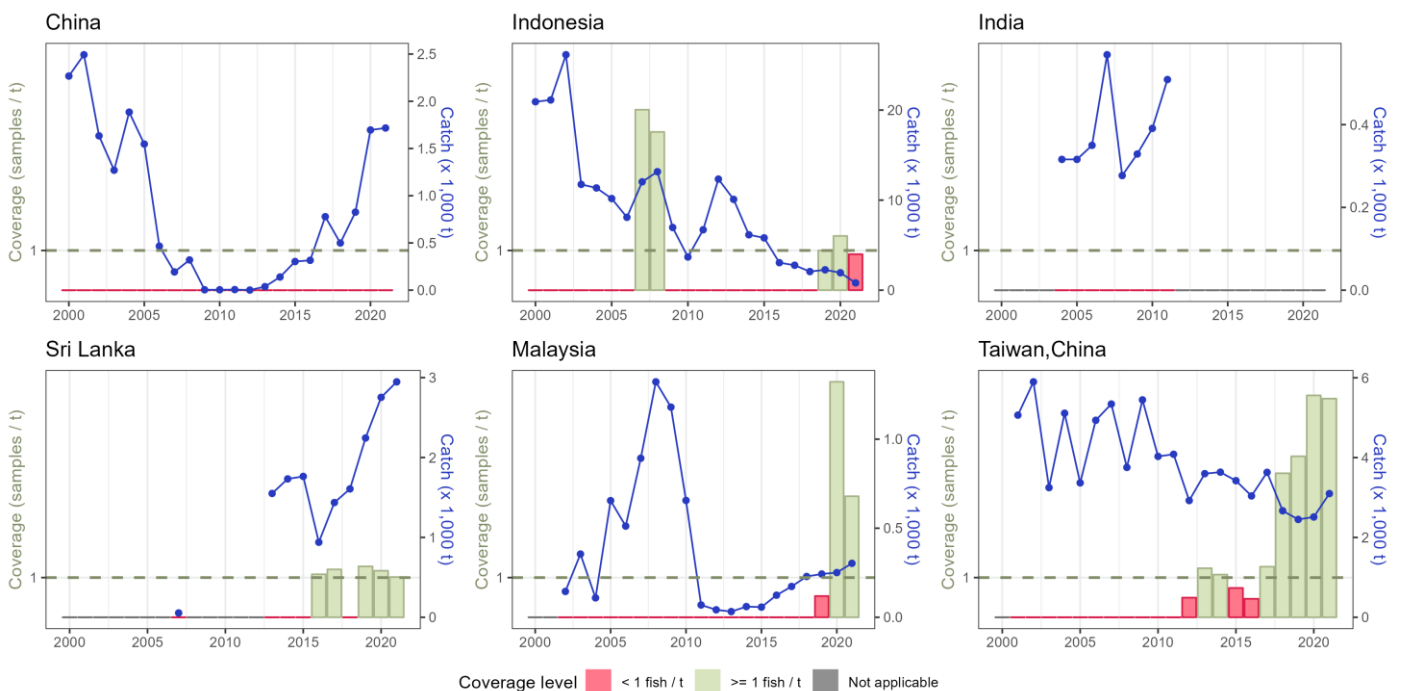 China
Indonesia
India
Coverage (samples / t)
1
2.5
2.0
1.5
1.0
0.5
0.0
Catch (x 1,000 t)
2000 2005 2010 2015 2020
Coverage (samples / t)
1
20
10
0
Catch (x 1,000 t)
2000 2005 2010 2015 2020
Coverage (samples / t)
1
0.4
0.2
0.0
Catch (x 1,000 t)
2000 2005 2010 2015 2020
Sri Lanka
Malaysia
Taiwan,China
Coverage (samples / t)
1
3
2
1
0
Catch (x 1,000 t)
2000 2005 2010 2015 2020
Coverage (samples / t)
1
1.0
0.5
0.0
Catch (x 1,000 t)
2000 2005 2010 2015 2020
Coverage (samples / t)
1
6
4
2
0
Catch (x 1,000 t)
2000 2005 2010 2015 2020
Coverage level < 1 fish / t >= 1 fish / t Not applicable